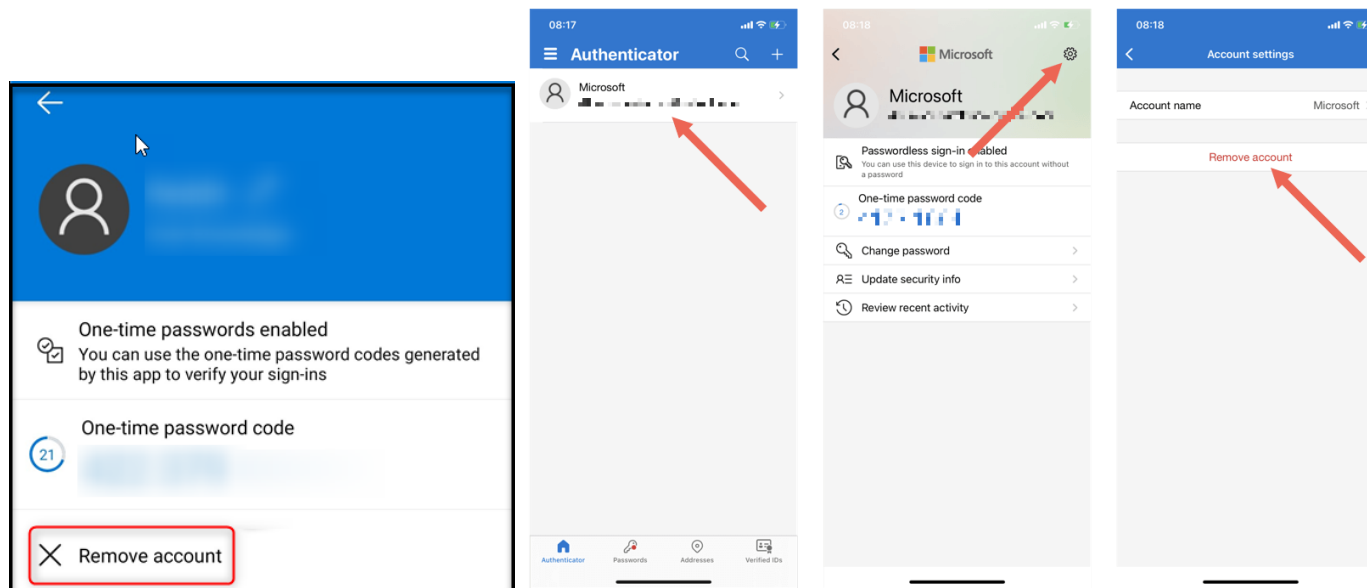 One-time passwords enabled
You can use the one-time password codes generated
by this app to verify your sign-ins
One-time password code
21
Remove account
08:17
Authenticator
Microsoft
Authenticator
Passwords
Addresses
Verified IDs
08:18
Microsoft
Microsoft
Passwordless sign-in enabled
You can use this device to sign in to this account without
a password
One-time password code
2
Change password
Update security info
Review recent activity
08:18
Account settings
Account name
Microsoft
Remove account